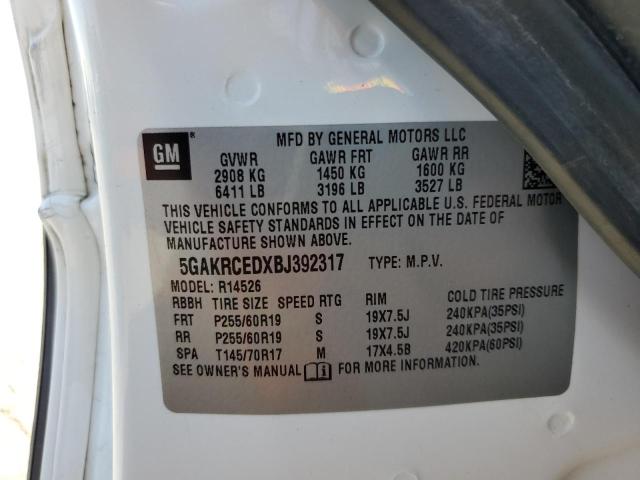 GM
MFD BY GENERAL MOTORS LLC
GVWR GAWR FRT GAWR RR
2908 KG 1450 KG 1600 KG
6411 LB 3196 LB 3527 LB
THIS VEHICLE CONFORMS TO ALL APPLICABLE U.S. FEDERAL MOTOR
VEHICLE SAFETY STANDARDS IN EFFECT ON THE DATE OF
MANUFACTURE SHOWN ABOVE.
5GAKRCEDXBJ392317 TYPE: M.P.V.
MODEL: R14526
RBBH TIRE SIZE SPEED RTG RIM COLD TIRE PRESSURE
FRT P255/60R19 S 19X7.5J 240KPA(35PSI)
RR P255/60R19 S 19X7.5J 240KPA(35PSI)
SPA T145/70R17 M 17X4.5B 420KPA(60PSI)
SEE OWNER'S MANUAL FOR MORE INFORMATION.